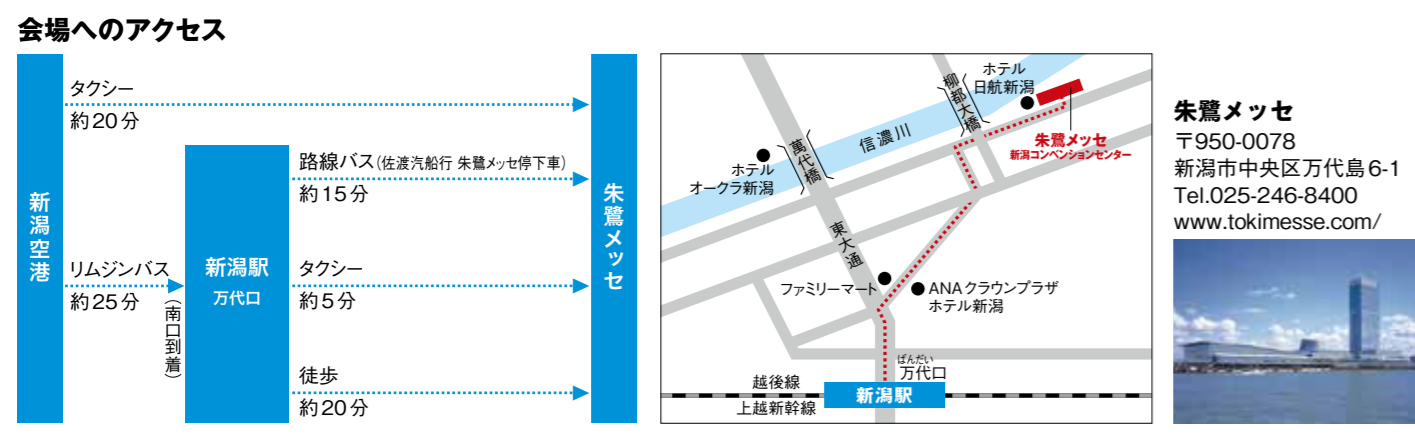 会場へのアクセス
新潟空港
タクシー
約20分
リムジンバス
約25分
（南口到着）
新潟駅
万代口
路線バス（佐渡汽船行 朱鷺メッセ停下車）
約15分
タクシー
約5分
徒歩
約20分
朱鷺メッセ
ホテル
日航新潟
柳都大橋
信濃川
朱鷺メッセ
新潟コンベンションセンター
萬代橋
ホテル
オークラ新潟
東大通
ファミリーマート
ANAクラウンプラザ
ホテル新潟
ばんだい
万代口
越後線
新潟駅
上越新幹線
朱鷺メッセ
〒950-0078
新潟市中央区万代島6-1
Tel.025-246-8400
www.tokimesse.com/